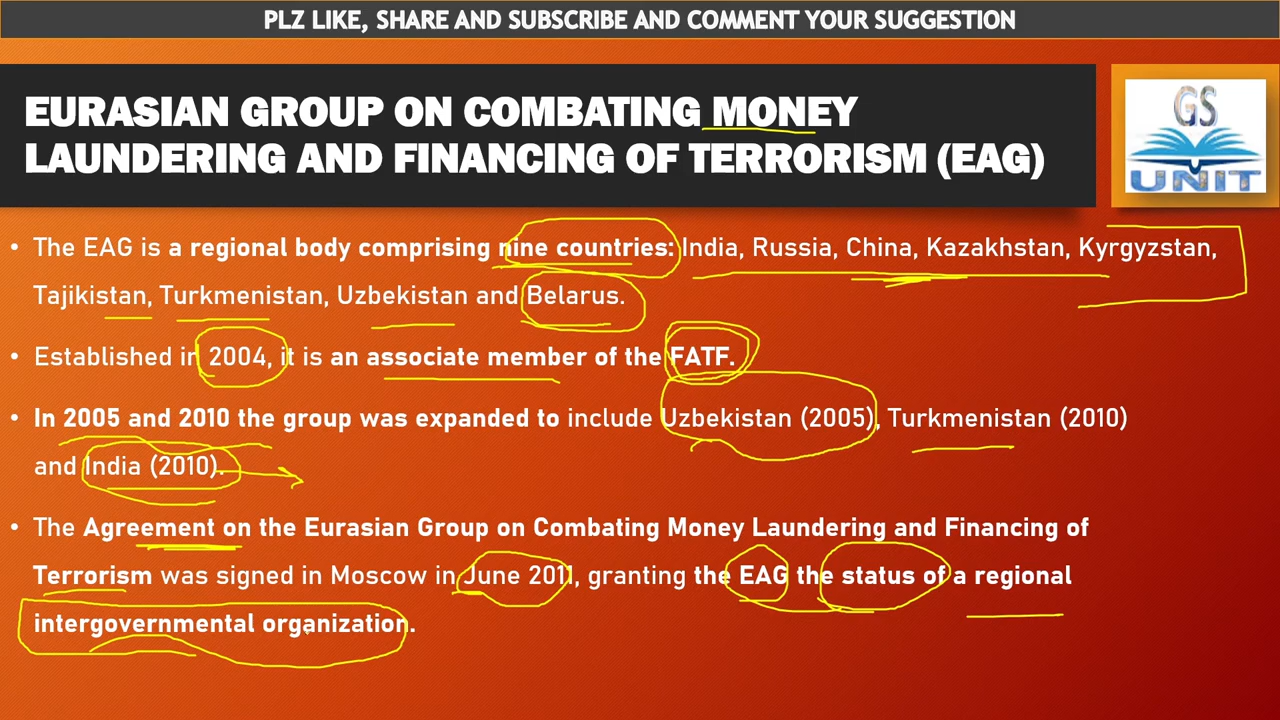 PLZ LIKE, SHARE AND SUBSCRIBE AND COMMENT YOUR SUGGESTION
EURASIAN GROUP ON COMBATING MONEY
LAUNDERING AND FINANCING OF TERRORISM (EAG)
GS
UNIT
• The EAG is a regional body comprising nine countries: India, Russia, China, Kazakhstan, Kyrgyzstan,
Tajikistan, Turkmenistan, Uzbekistan and Belarus.
• Established in 2004, it is an associate member of the FATF.
• In 2005 and 2010 the group was expanded to include Uzbekistan (2005), Turkmenistan (2010)
and India (2010).
• The Agreement on the Eurasian Group on Combating Money Laundering and Financing of
Terrorism was signed in Moscow in June 2011, granting the EAG the status of a regional
intergovernmental organization.